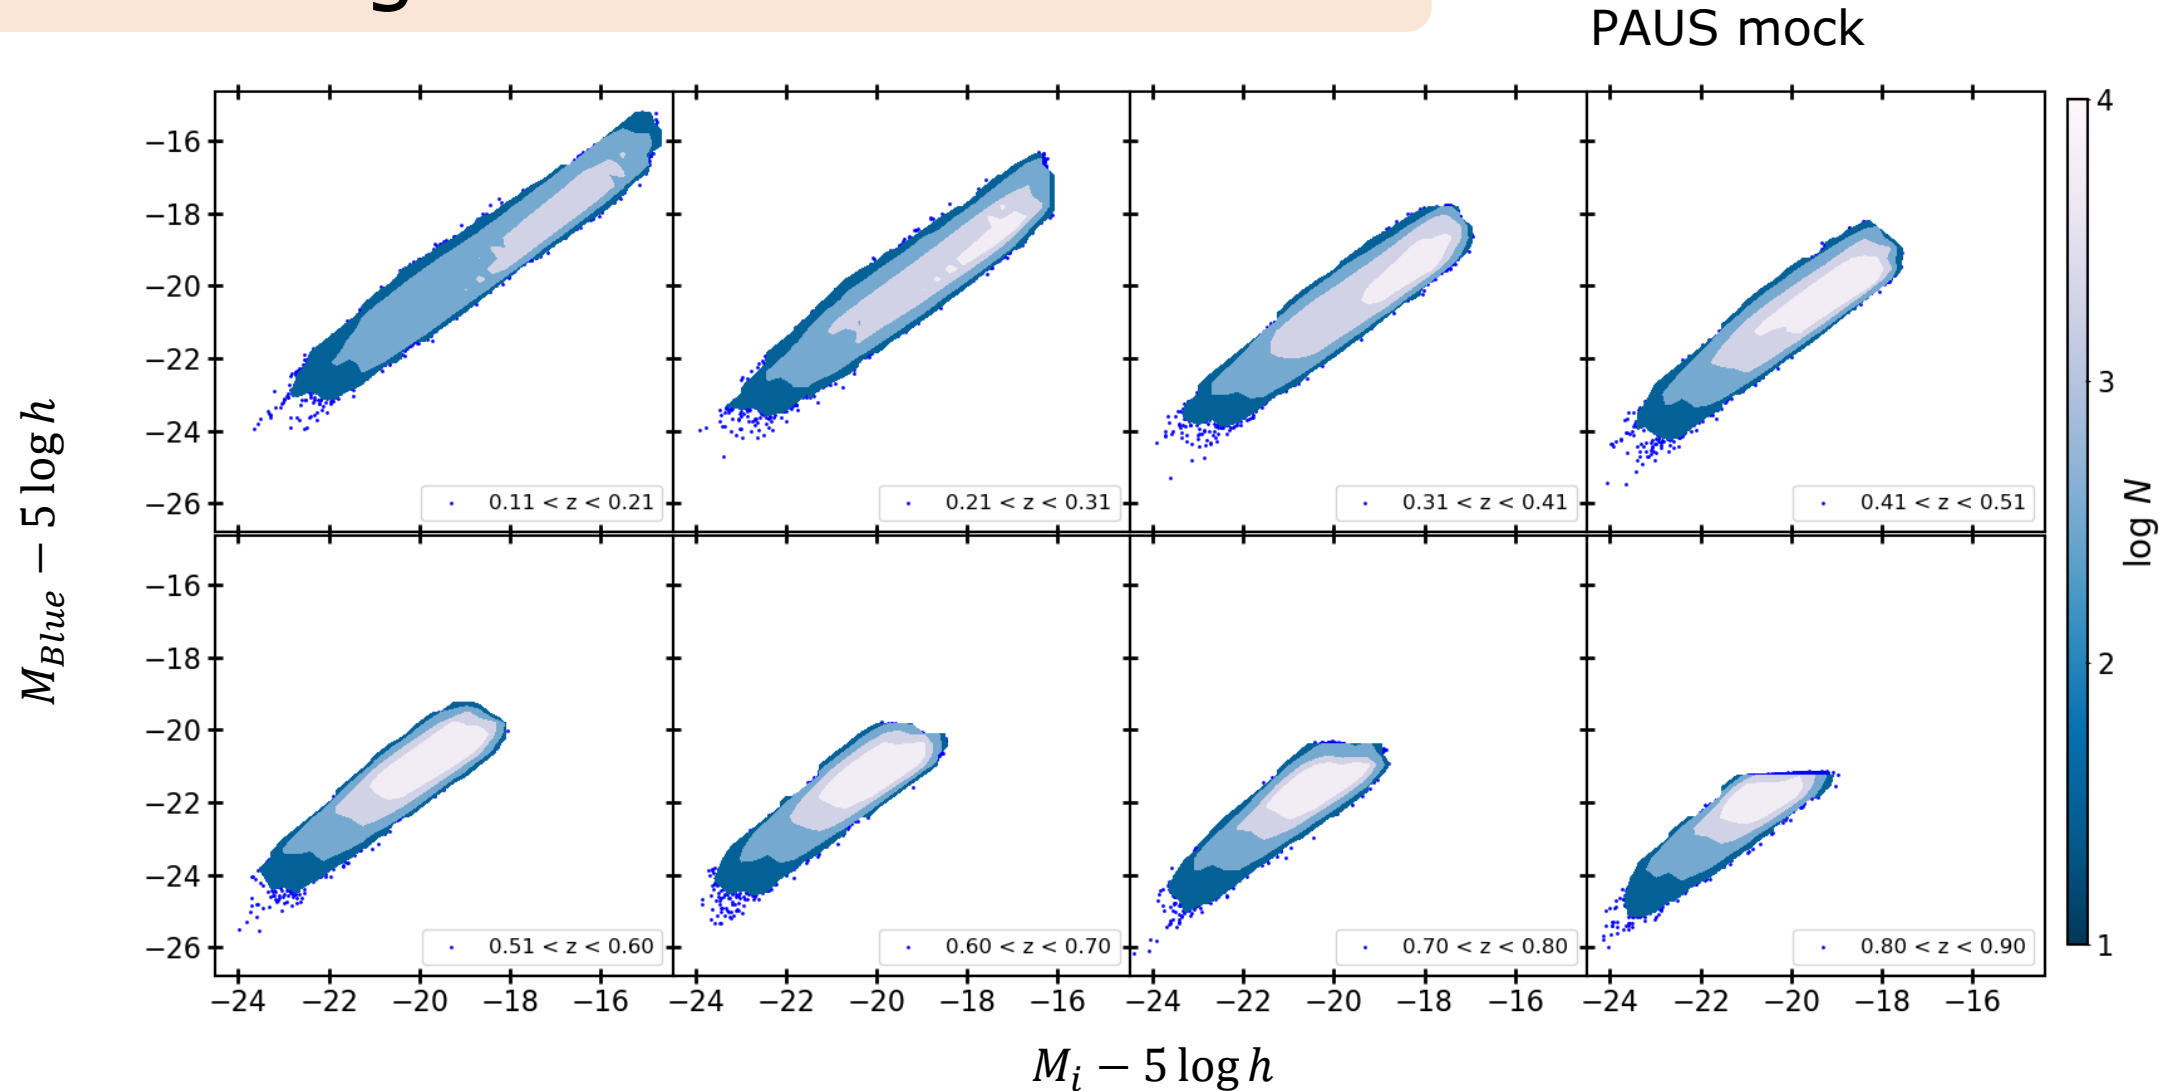 PAUS mock
−16
−18
−20
−22
−24
−26
0.11 < z < 0.21
0.21 < z < 0.31
0.31 < z < 0.41
0.41 < z < 0.51
−16
−18
−20
−22
−24
−26
0.51 < z < 0.60
0.60 < z < 0.70
0.70 < z < 0.80
0.80 < z < 0.90
−24 −22 −20 −18 −16
−24 −22 −20 −18 −16
−24 −22 −20 −18 −16
−24 −22 −20 −18 −16
M_Blue − 5 log h
M_i − 5 log h
4
3
2
1
log N